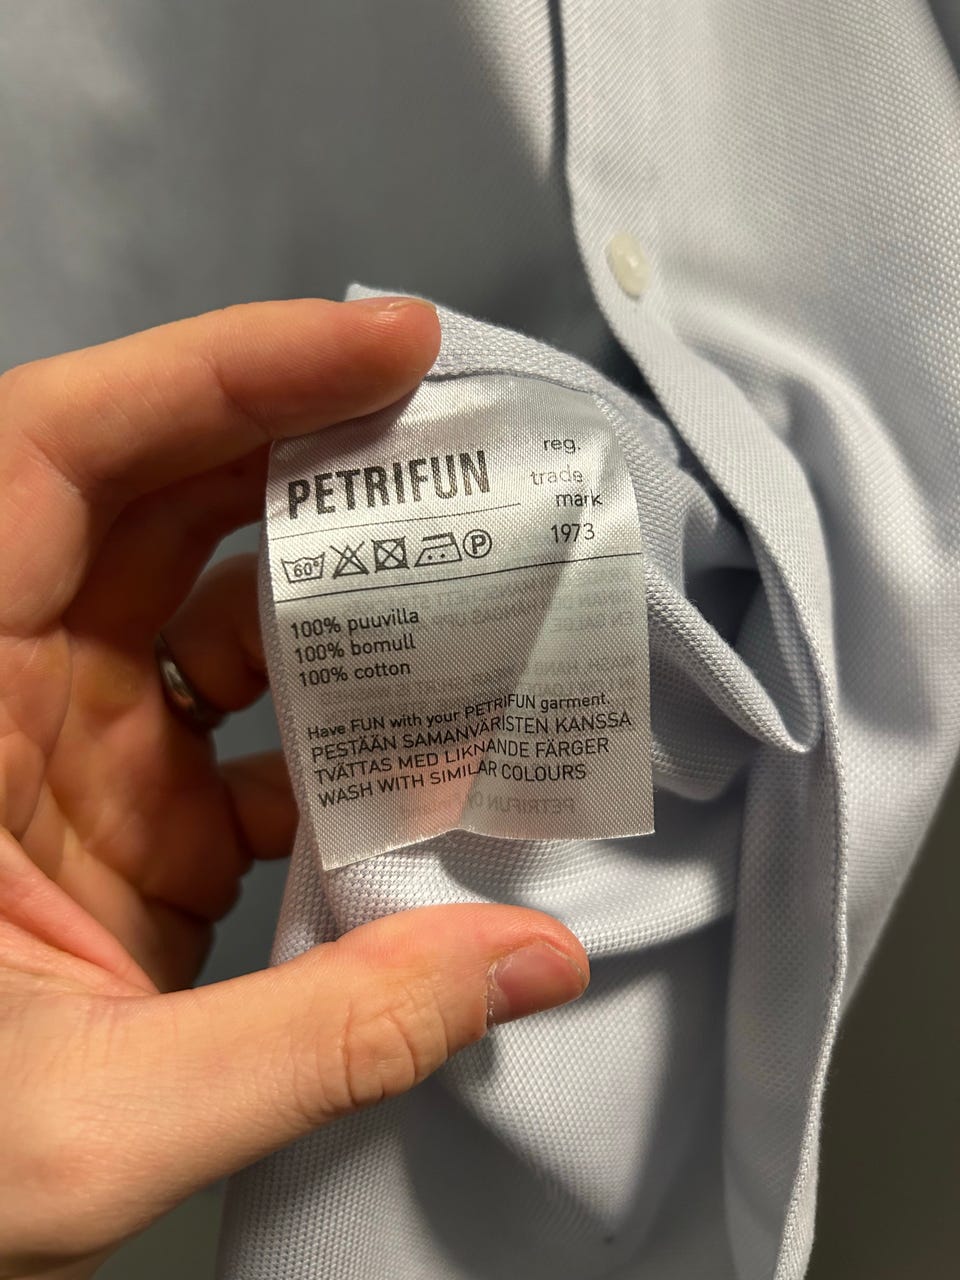 PETRIFUN
reg.
trade
mark
1973
60°
P
100% puuvilla
100% bomull
100% cotton
Have FUN with your PETRIFUN garment.
PESTÄÄN SAMANVÄRISTEN KANSSA
TVÄTTAS MED LIKNANDE FÄRGER
WASH WITH SIMILAR COLOURS